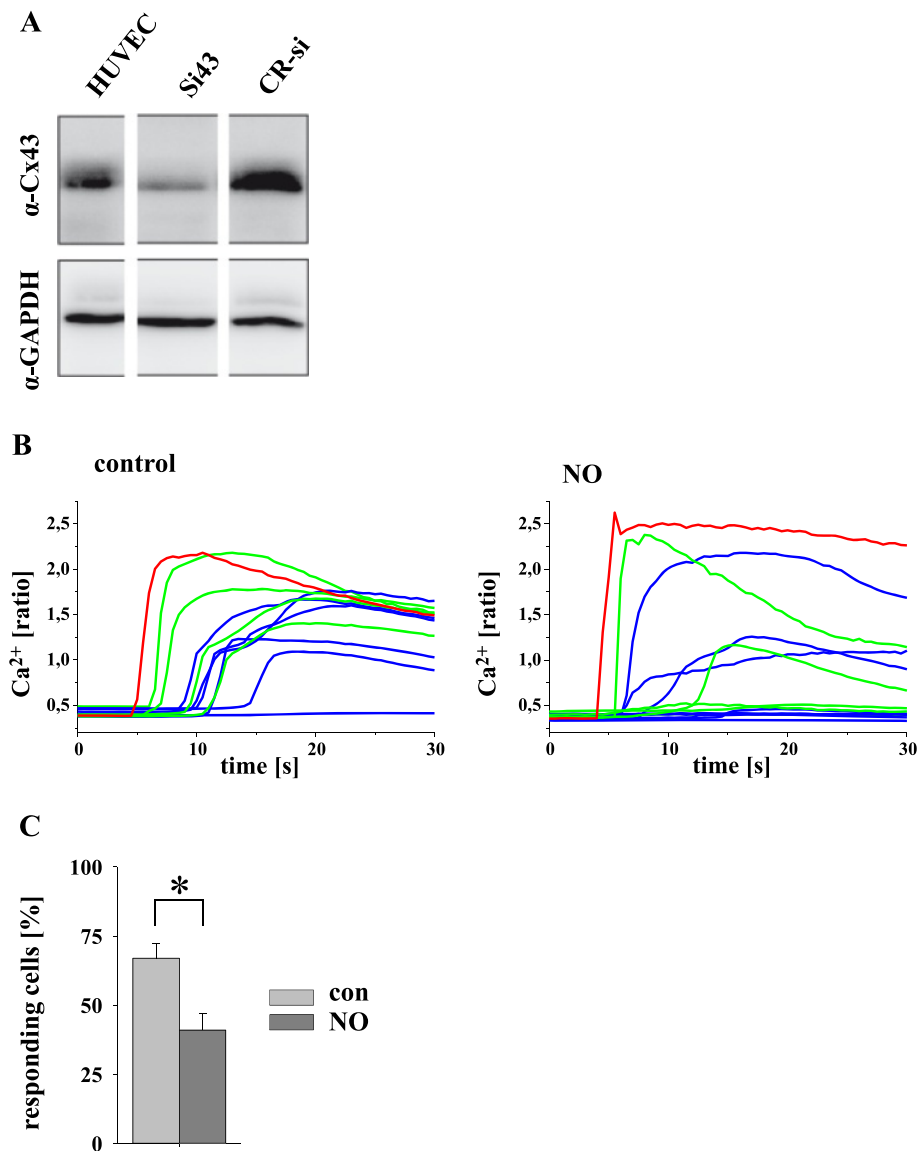 A
HUVEC
Si43
CR-si
α-Cx43
α-GAPDH
B
control
Ca2+ [ratio]
2,5
2,0
1,5
1,0
0,5
0
10
20
30
time [s]
NO
Ca2+ [ratio]
2,5
2,0
1,5
1,0
0,5
0
10
20
30
time [s]
C
responding cells [%]
100
75
50
25
0
*
con
NO